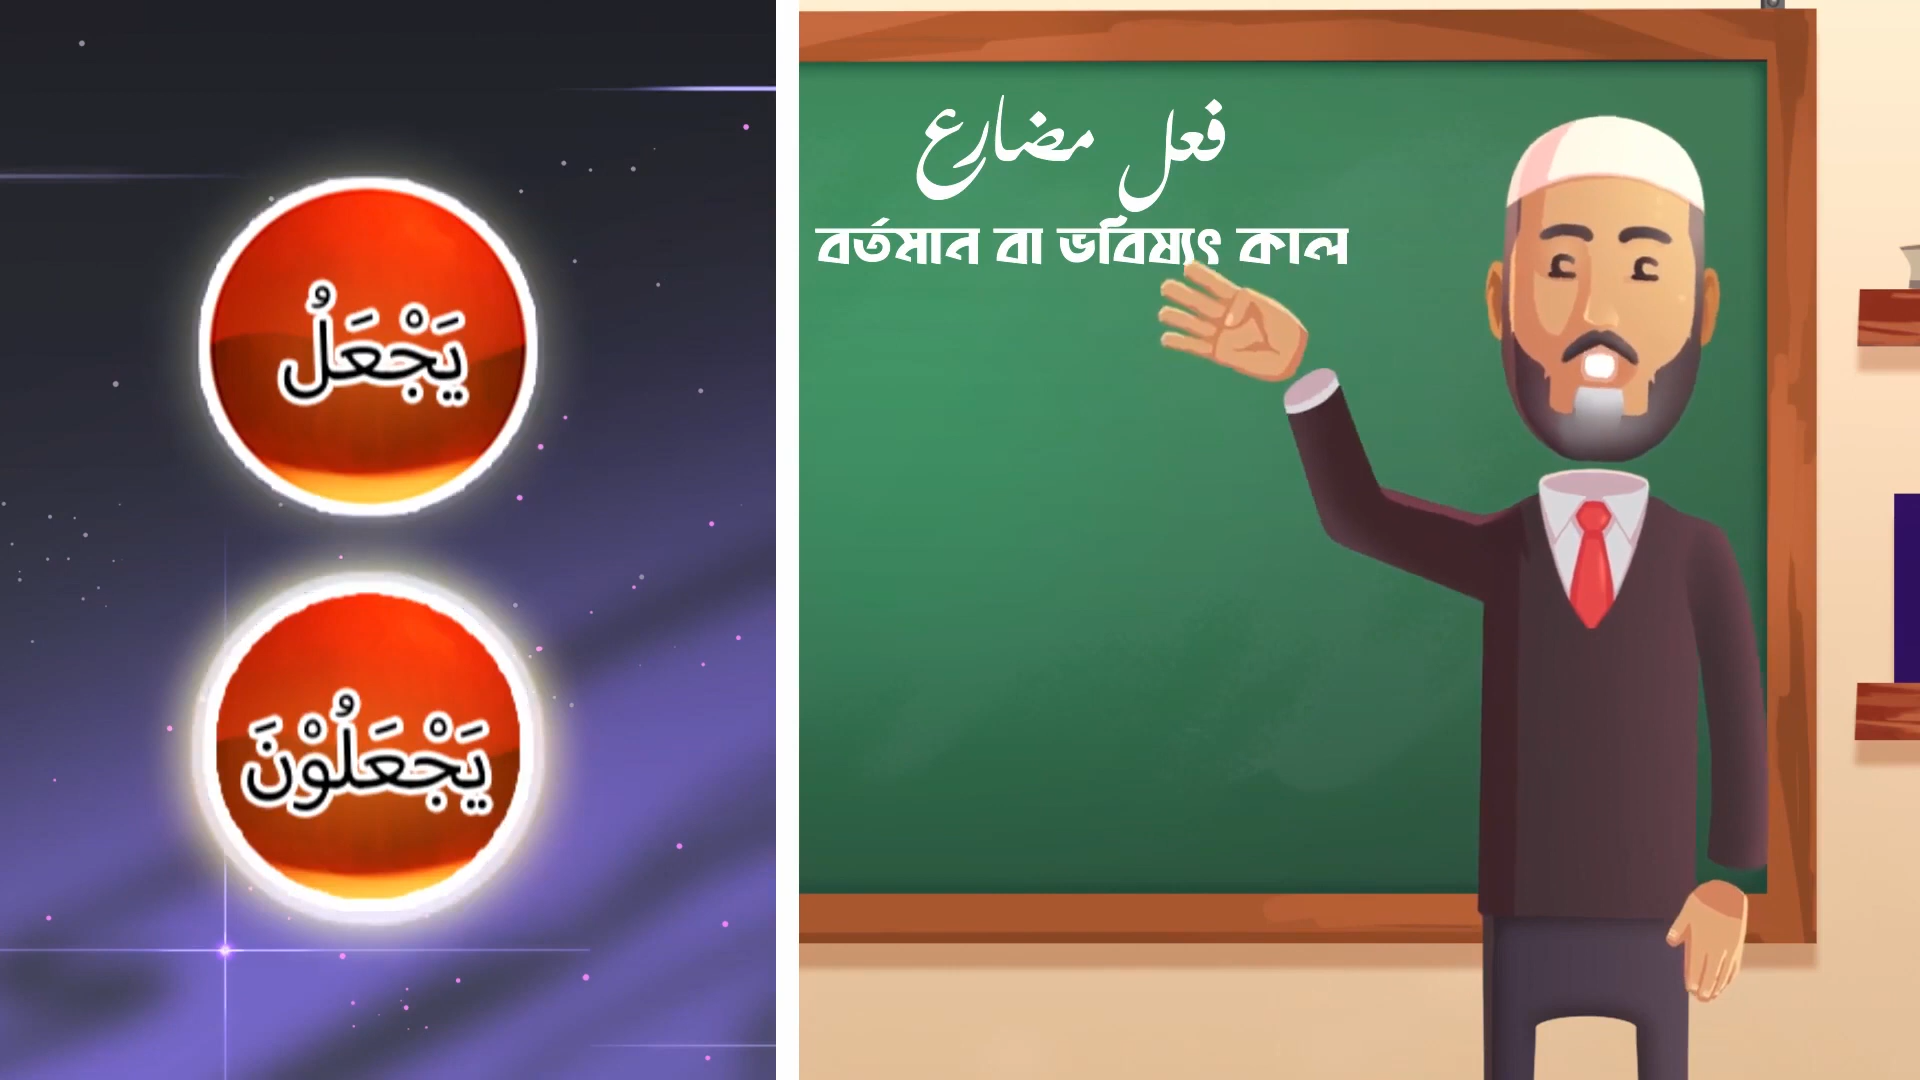 يَجْعَلُ
يَجْعَلُوْنَ
فعل مضارع
বর্তমান বা ভবিষ্যৎ কাল